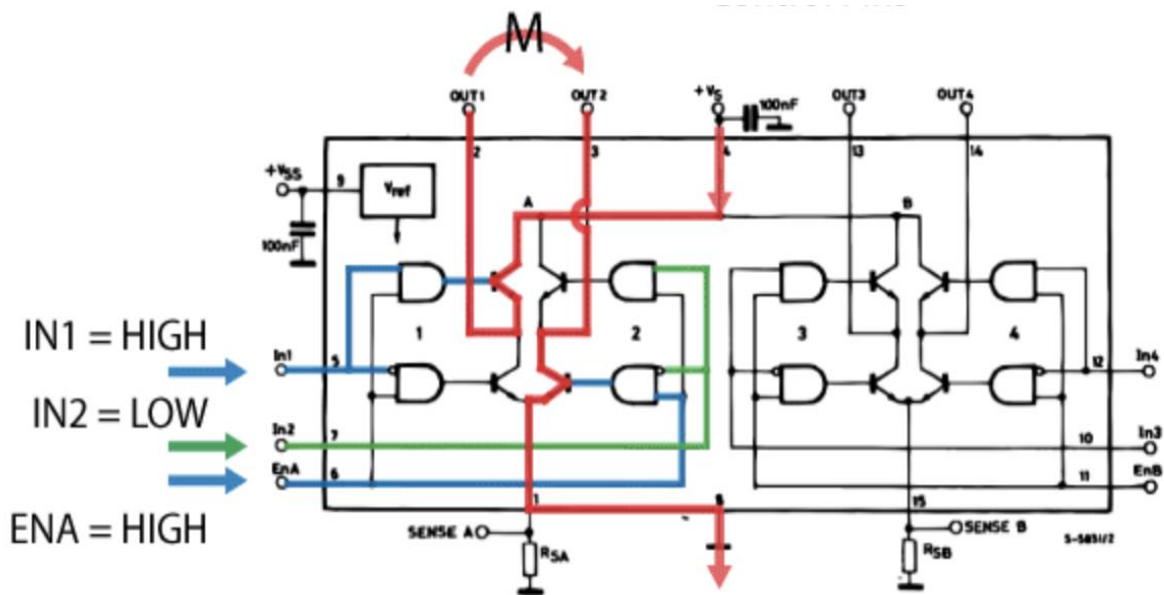 M
OUT1 OUT2 +VS 100nF OUT3 OUT4
2 3 4 13 14
+VSS 9 Vref
A B
100nF
1 2 3 4
IN1 = HIGH
In1 5 12 In4
IN2 = LOW
In2 7 10 In3
EnA 6 11 EnB
ENA = HIGH
1 8 15
SENSE A SENSE B S-5851/2
RSA RSB